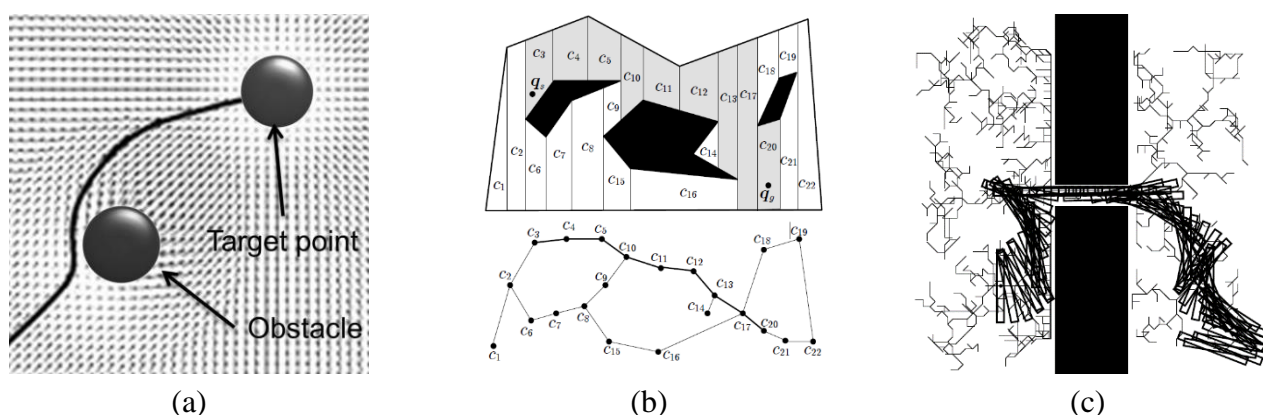 Target point
Obstacle
(a)
C3 C4 C5 C19
C18
qs C10
C11 C12 C13 C17
C9
C2 C6 C7 C8 C14 C20 C21
C1 C15 C16 qg C22
C3 C4 C5 C18 C19
C10
C2 C9 C11 C12
C13
C6 C7 C8 C14 C17 C20
C1 C15 C16 C21 C22
(b)
(c)